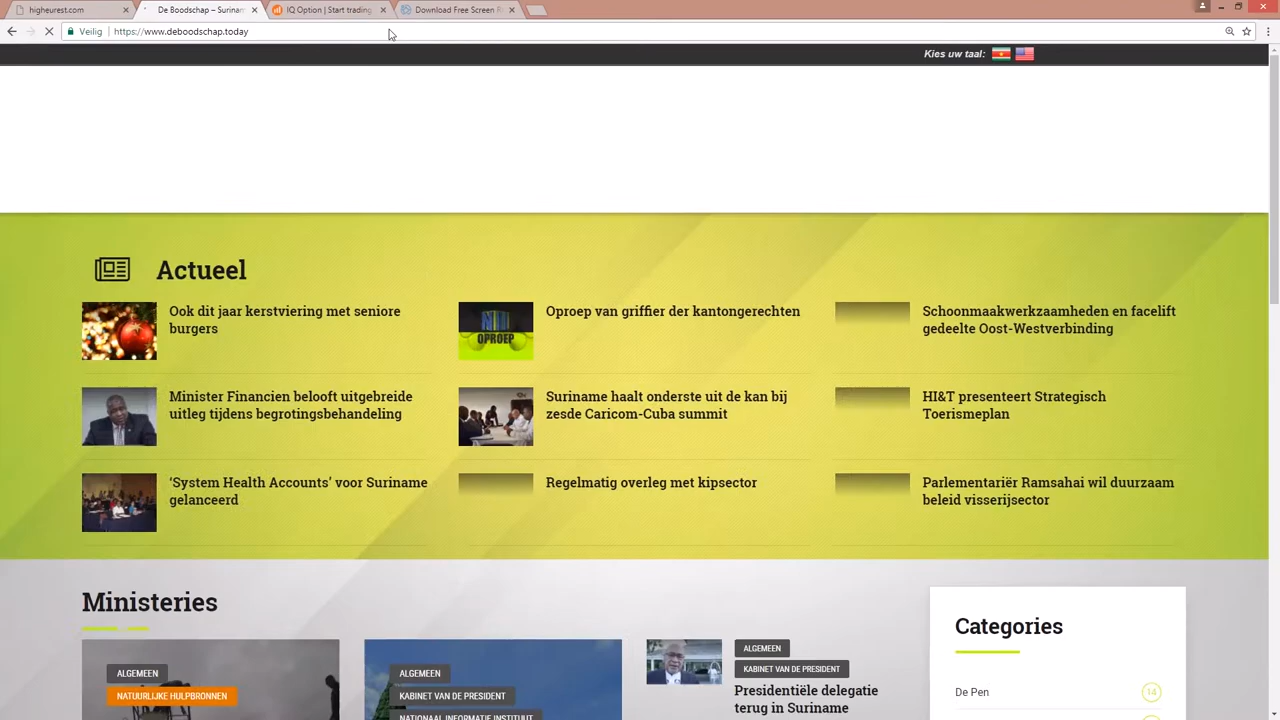 higheurest.com
De Boodschap – Surinam
IQ Option | Start trading
Download Free Screen R
Veilig
https://www.deboodschap.today
Kies uw taal:
Actueel
Ook dit jaar kerstviering met seniore
burgers
Oproep van griffier der kantongerechten
OPROEP
Schoonmaakwerkzaamheden en facelift
gedeelte Oost-Westverbinding
Minister Financien belooft uitgebreide
uitleg tijdens begrotingsbehandeling
Suriname haalt onderste uit de kan bij
zesde Caricom-Cuba summit
HI&T presenteert Strategisch
Toerismeplan
‘System Health Accounts’ voor Suriname
gelanceerd
Regelmatig overleg met kipsector
Parlementariër Ramsahai wil duurzaam
beleid visserijsector
Ministeries
ALGEMEEN
NATUURLIJKE HULPBRONNEN
ALGEMEEN
KABINET VAN DE PRESIDENT
NATIONAAL INFORMATIE INSTITUUT
ALGEMEEN
KABINET VAN DE PRESIDENT
Presidentiële delegatie
terug in Suriname
Categories
De Pen
14